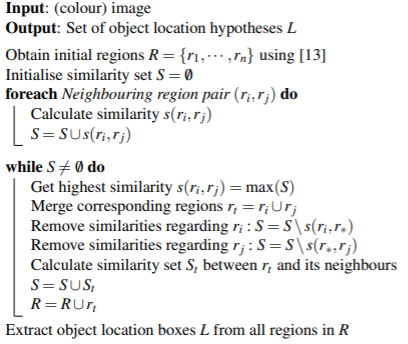 Input: (colour) image
Output: Set of object location hypotheses L
Obtain initial regions R = {r₁,⋯,rₙ} using [13]
Initialise similarity set S = ∅
foreach Neighbouring region pair (rᵢ,rⱼ) do
Calculate similarity s(rᵢ,rⱼ)
S = S∪s(rᵢ,rⱼ)
while S ≠ ∅ do
Get highest similarity s(rᵢ,rⱼ) = max(S)
Merge corresponding regions rₜ = rᵢ∪rⱼ
Remove similarities regarding rᵢ : S = S\s(rᵢ,r∗)
Remove similarities regarding rⱼ : S = S\s(r∗,rⱼ)
Calculate similarity set Sₜ between rₜ and its neighbours
S = S∪Sₜ
R = R∪rₜ
Extract object location boxes L from all regions in R